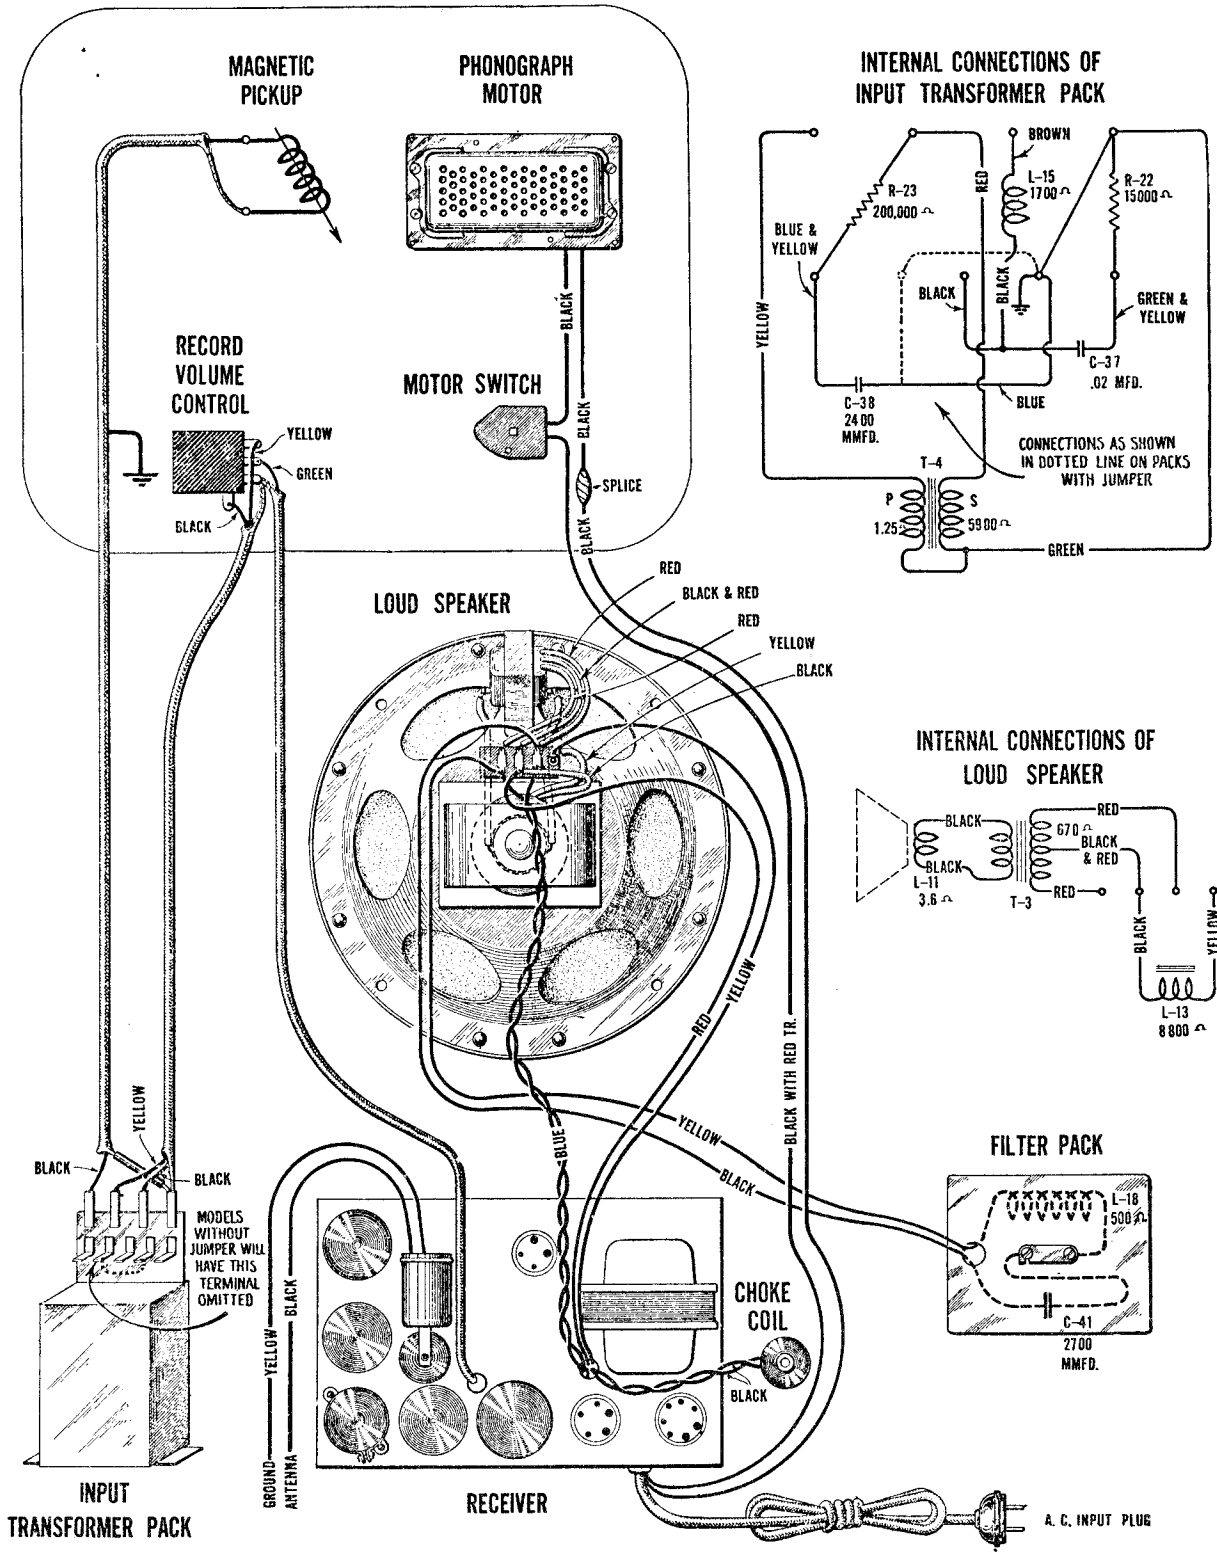 MAGNETIC
PICKUP
PHONOGRAPH
MOTOR
BLACK
BLACK
RECORD
VOLUME
CONTROL
MOTOR SWITCH
YELLOW
GREEN
BLACK
SPLICE
BLACK
INTERNAL CONNECTIONS OF
INPUT TRANSFORMER PACK
BROWN
RED
L-15
1700 Ω
R-22
15000 Ω
R-23
200,000 Ω
BLUE &
YELLOW
YELLOW
BLACK
BLACK
GREEN &
YELLOW
C-37
.02 MFD.
C-38
2400
MMFD.
BLUE
CONNECTIONS AS SHOWN
IN DOTTED LINE ON PACKS
WITH JUMPER
T-4
P
S
1.25Ω
5900 Ω
GREEN
LOUD SPEAKER
RED
BLACK & RED
RED
YELLOW
BLACK
INTERNAL CONNECTIONS OF
LOUD SPEAKER
BLACK
RED
670 Ω
BLACK
& RED
BLACK
L-11
3.6 Ω
T-3
RED
BLACK
YELLOW
L-13
8800 Ω
YELLOW
RED
BLACK WITH RED TR.
YELLOW
BLACK
BLUE
YELLOW
BLACK
BLACK
MODELS
WITHOUT
JUMPER WILL
HAVE THIS
TERMINAL
OMITTED
FILTER PACK
L-18
500Ω
C-41
2700
MMFD.
CHOKE
COIL
BLACK
GROUND YELLOW
ANTENNA BLACK
INPUT
TRANSFORMER PACK
RECEIVER
A. C. INPUT PLUG